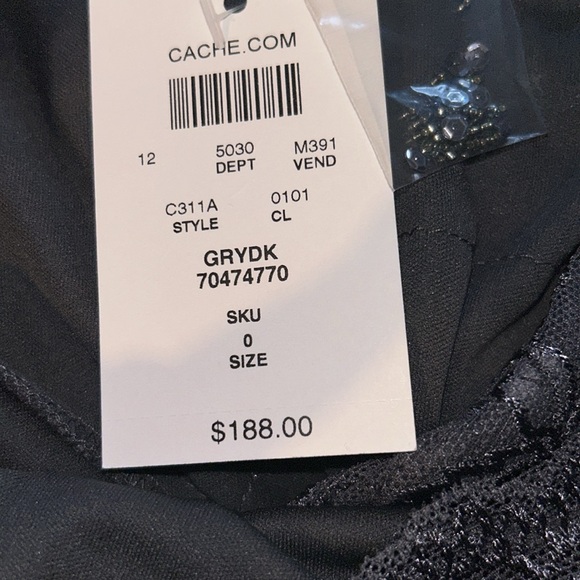 CACHE.COM
12 5030 M391
DEPT VEND
C311A 0101
STYLE CL
GRYDK
70474770
SKU
0
SIZE
$188.00